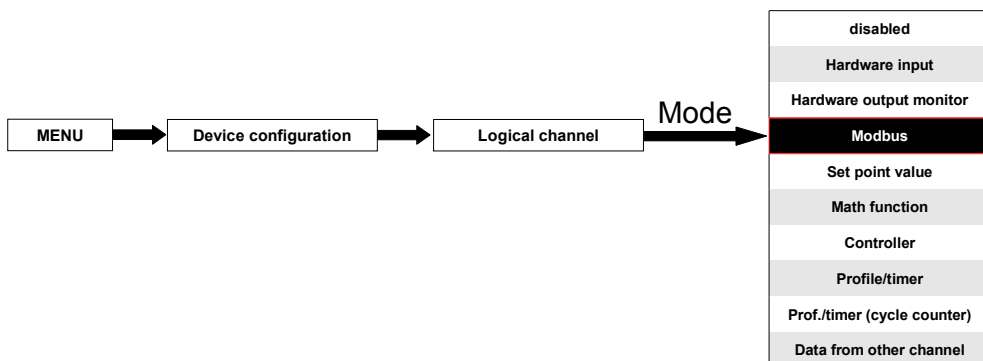 MENU
Device configuration
Logical channel
Mode
disabled
Hardware input
Hardware output monitor
Modbus
Set point value
Math function
Controller
Profile/timer
Prof./timer (cycle counter)
Data from other channel